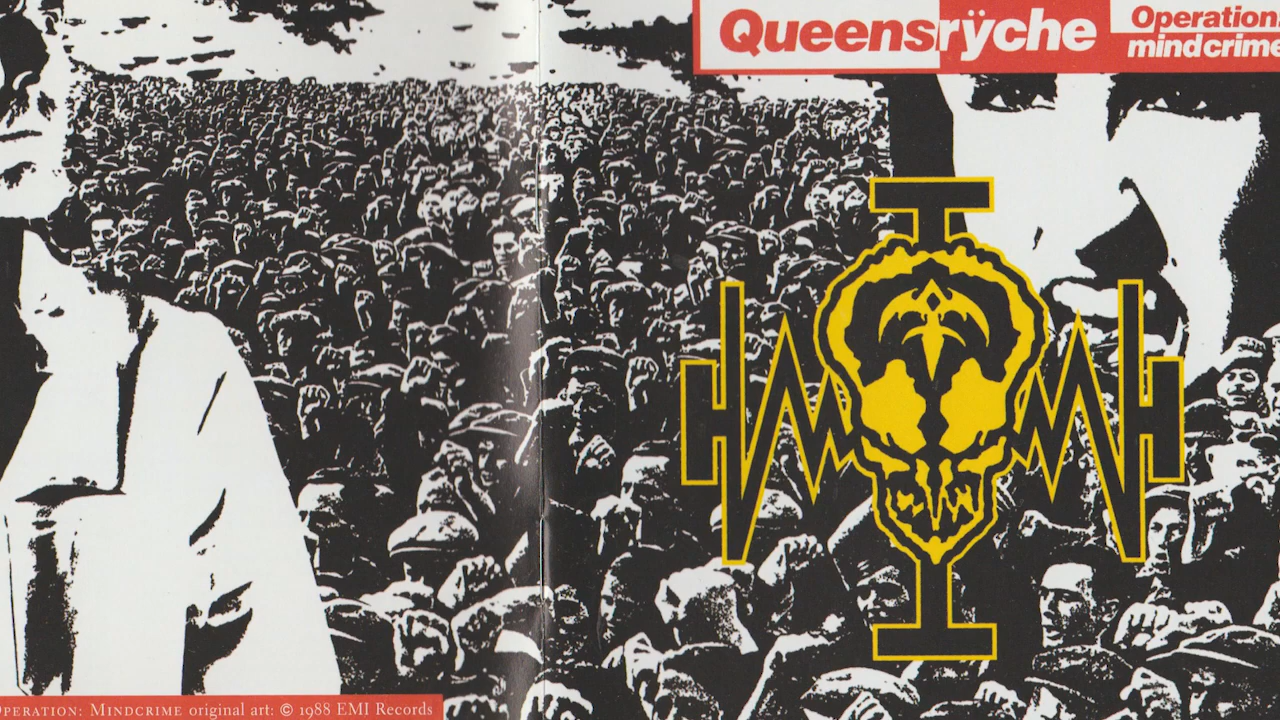 Queensrÿche
Operation:
mindcrime
OPERATION: MINDCRIME original art: © 1988 EMI Records